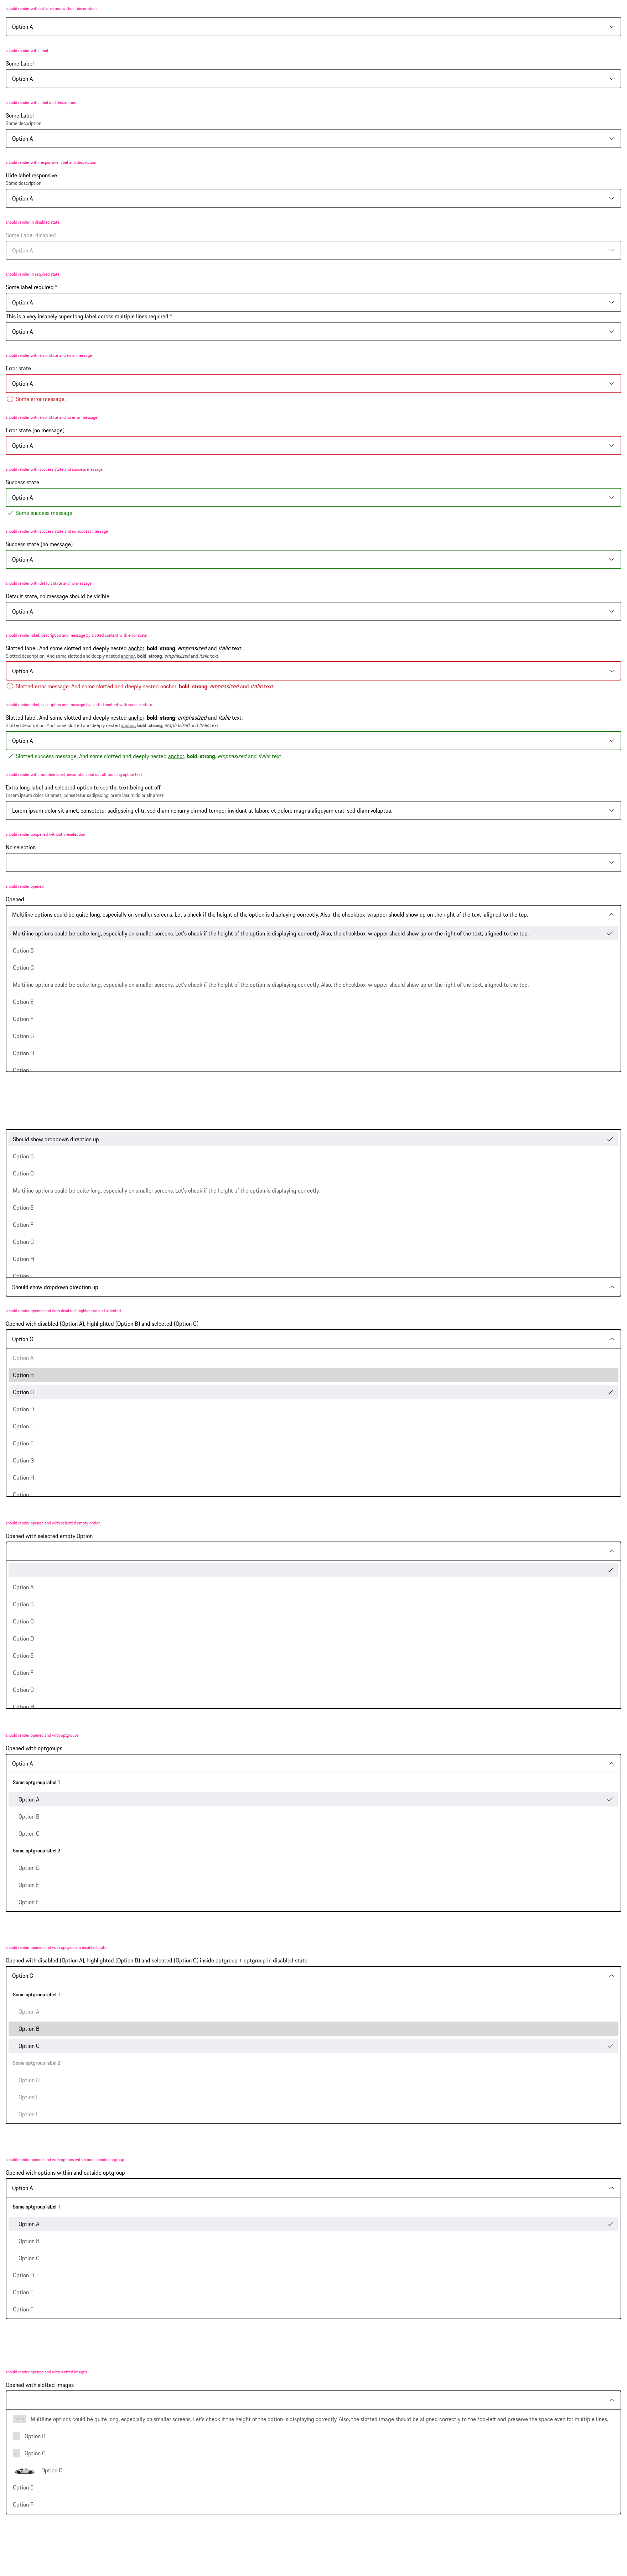 should render without label and without description
Option A
should render with label
Some Label
Option A
should render with label and description
Some Label
Some description
Option A
should render with responsive label and description
Hide label responsive
Some description
Option A
should render in disabled state
Some Label disabled
Option A
should render in required state
Some label required *
Option A
This is a very insanely super long label across multiple lines required *
Option A
should render with error state and error message
Error state
Option A
Some error message.
should render with error state and no error message
Error state (no message)
Option A
should render with success state and success message
Success state
Option A
Some success message.
should render with success state and no success message
Success state (no message)
Option A
should render with default state and no message
Default state, no message should be visible
Option A
should render label, description and message by slotted content with error state
Slotted label. And some slotted and deeply nested anchor, bold, strong, emphasized and italic text.
Slotted description. And some slotted and deeply nested anchor, bold, strong, emphasized and italic text.
Option A
Slotted error message. And some slotted and deeply nested anchor, bold, strong, emphasized and italic text.
should render label, description and message by slotted content with success state
Slotted label. And some slotted and deeply nested anchor, bold, strong, emphasized and italic text.
Slotted description. And some slotted and deeply nested anchor, bold, strong, emphasized and italic text.
Option A
Slotted success message. And some slotted and deeply nested anchor, bold, strong, emphasized and italic text.
should render with multiline label, description and cut off too long option text
Extra long label and selected option to see the text being cut off
Lorem ipsum dolor sit amet, consetetur sadipscing lorem ipsum dolor sit amet
Lorem ipsum dolor sit amet, consetetur sadipscing elitr, sed diam nonumy eirmod tempor invidunt ut labore et dolore magna aliquyam erat, sed diam voluptua.
should render unopened without preselection
No selection
should render opened
Opened
Multiline options could be quite long, especially on smaller screens. Let's check if the height of the option is displaying correctly. Also, the checkbox-wrapper should show up on the right of the text, aligned to the top.
Multiline options could be quite long, especially on smaller screens. Let's check if the height of the option is displaying correctly. Also, the checkbox-wrapper should show up on the right of the text, aligned to the top.
Option B
Option C
Multiline options could be quite long, especially on smaller screens. Let's check if the height of the option is displaying correctly. Also, the checkbox-wrapper should show up on the right of the text, aligned to the top.
Option E
Option F
Option G
Option H
Option I
Should show dropdown direction up
Option B
Option C
Multiline options could be quite long, especially on smaller screens. Let's check if the height of the option is displaying correctly.
Option E
Option F
Option G
Option H
Option I
Should show dropdown direction up
should render opened and with disabled, highlighted and selected
Opened with disabled (Option A), highlighted (Option B) and selected (Option C)
Option C
Option A
Option B
Option C
Option D
Option E
Option F
Option G
Option H
Option I
should render opened and with selected empty option
Opened with selected empty Option
Option A
Option B
Option C
Option D
Option E
Option F
Option G
Option H
should render opened and with optgroups
Opened with optgroups
Option A
Some optgroup label 1
Option A
Option B
Option C
Some optgroup label 2
Option D
Option E
Option F
should render opened and with optgroup in disabled state
Opened with disabled (Option A), highlighted (Option B) and selected (Option C) inside optgroup + optgroup in disabled state
Option C
Some optgroup label 1
Option A
Option B
Option C
Some optgroup label 2
Option D
Option E
Option F
should render opened and with options within and outside optgroup
Opened with options within and outside optgroup
Option A
Some optgroup label 1
Option A
Option B
Option C
Option D
Option E
Option F
should render opened and with slotted images
Opened with slotted images
Multiline options could be quite long, especially on smaller screens. Let's check if the height of the option is displaying correctly. Also, the slotted image should be aligned correctly to the top-left and preserve the space even for multiple lines.
Option B
Option C
Option C
Option E
Option F